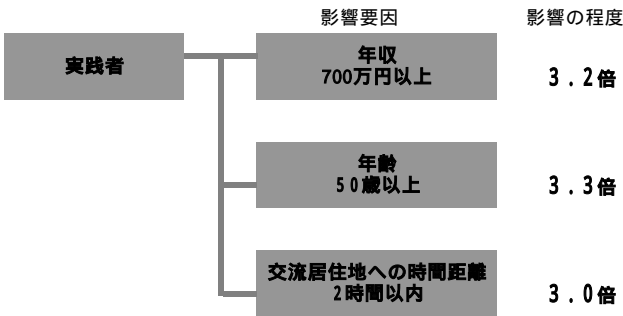 影響要因 影響の程度
実践者
年収
700万円以上
3.2倍
年齢
50歳以上
3.3倍
交流居住地への時間距離
2時間以内
3.0倍